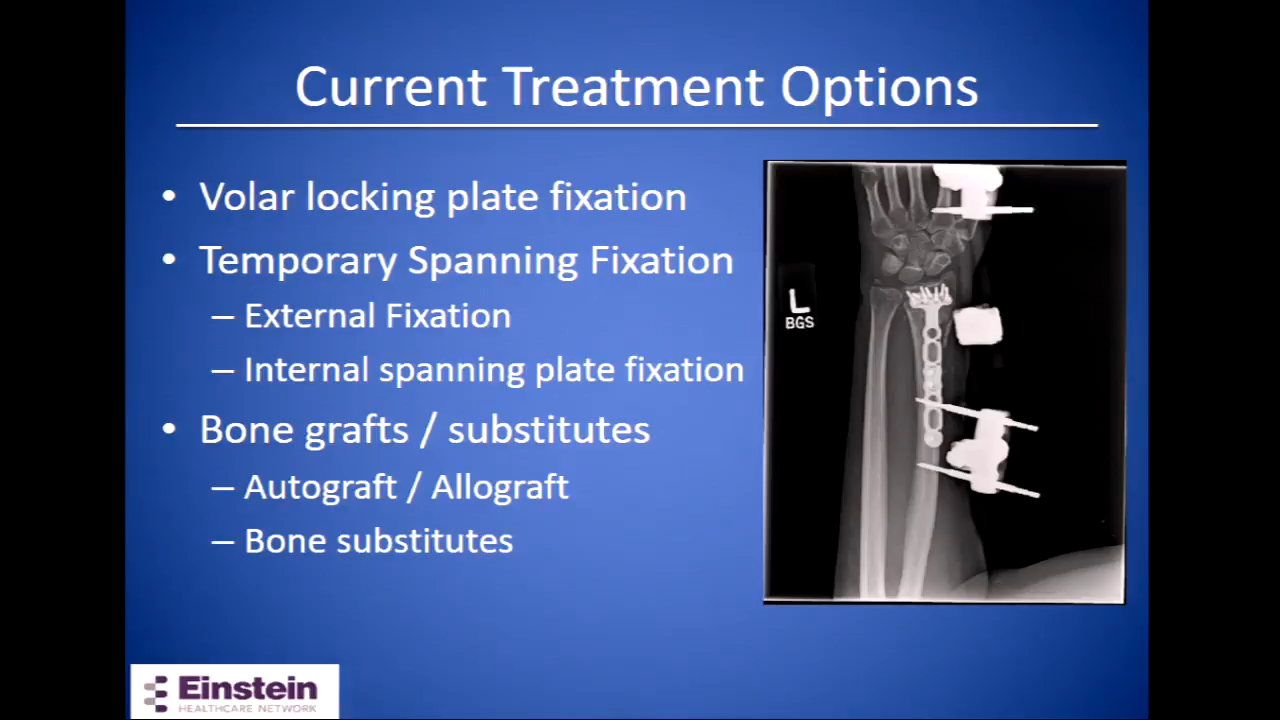 Current Treatment Options
• Volar locking plate fixation
• Temporary Spanning Fixation
– External Fixation
– Internal spanning plate fixation
• Bone grafts / substitutes
– Autograft / Allograft
– Bone substitutes
L
BGS
Einstein
HEALTHCARE NETWORK